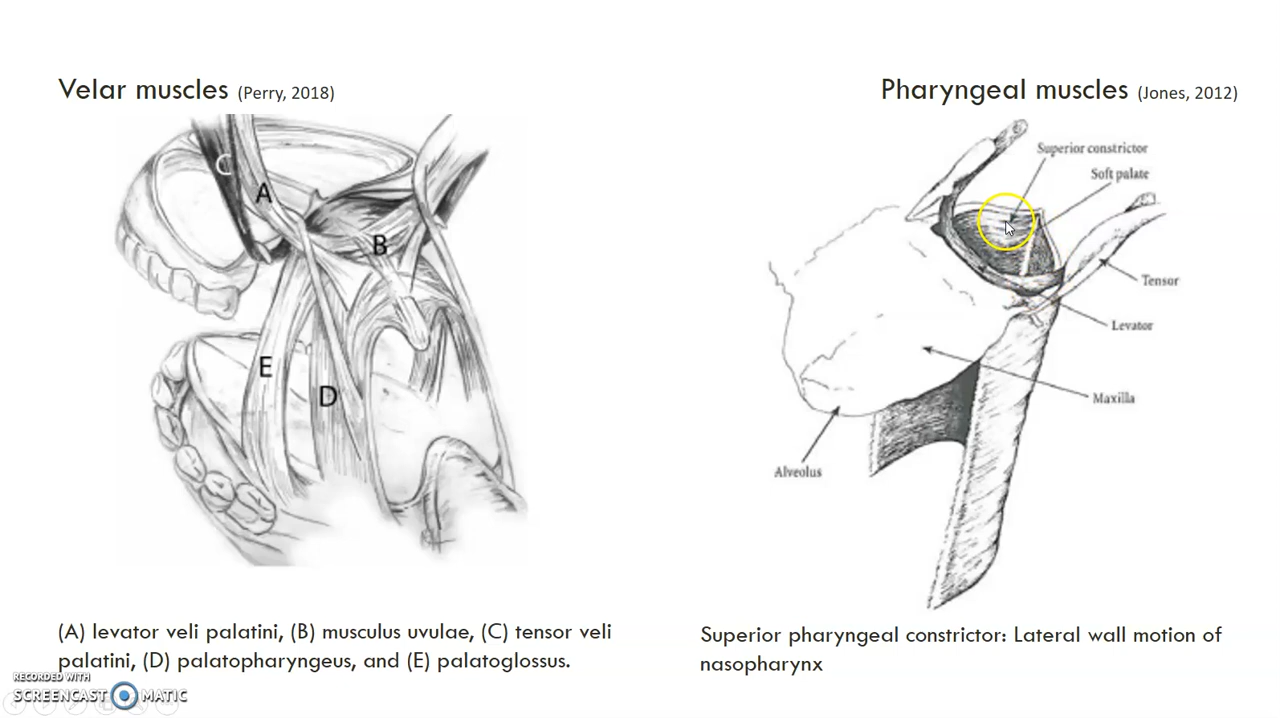 Velar muscles (Perry, 2018)
C
A
B
E
D
(A) levator veli palatini, (B) musculus uvulae, (C) tensor veli
palatini, (D) palatopharyngeus, and (E) palatoglossus.
Pharyngeal muscles (Jones, 2012)
Superior constrictor
Soft palate
Tensor
Levator
Maxilla
Alveolus
Superior pharyngeal constrictor: Lateral wall motion of
nasopharynx
RECORDED WITH
SCREENCAST MATIC